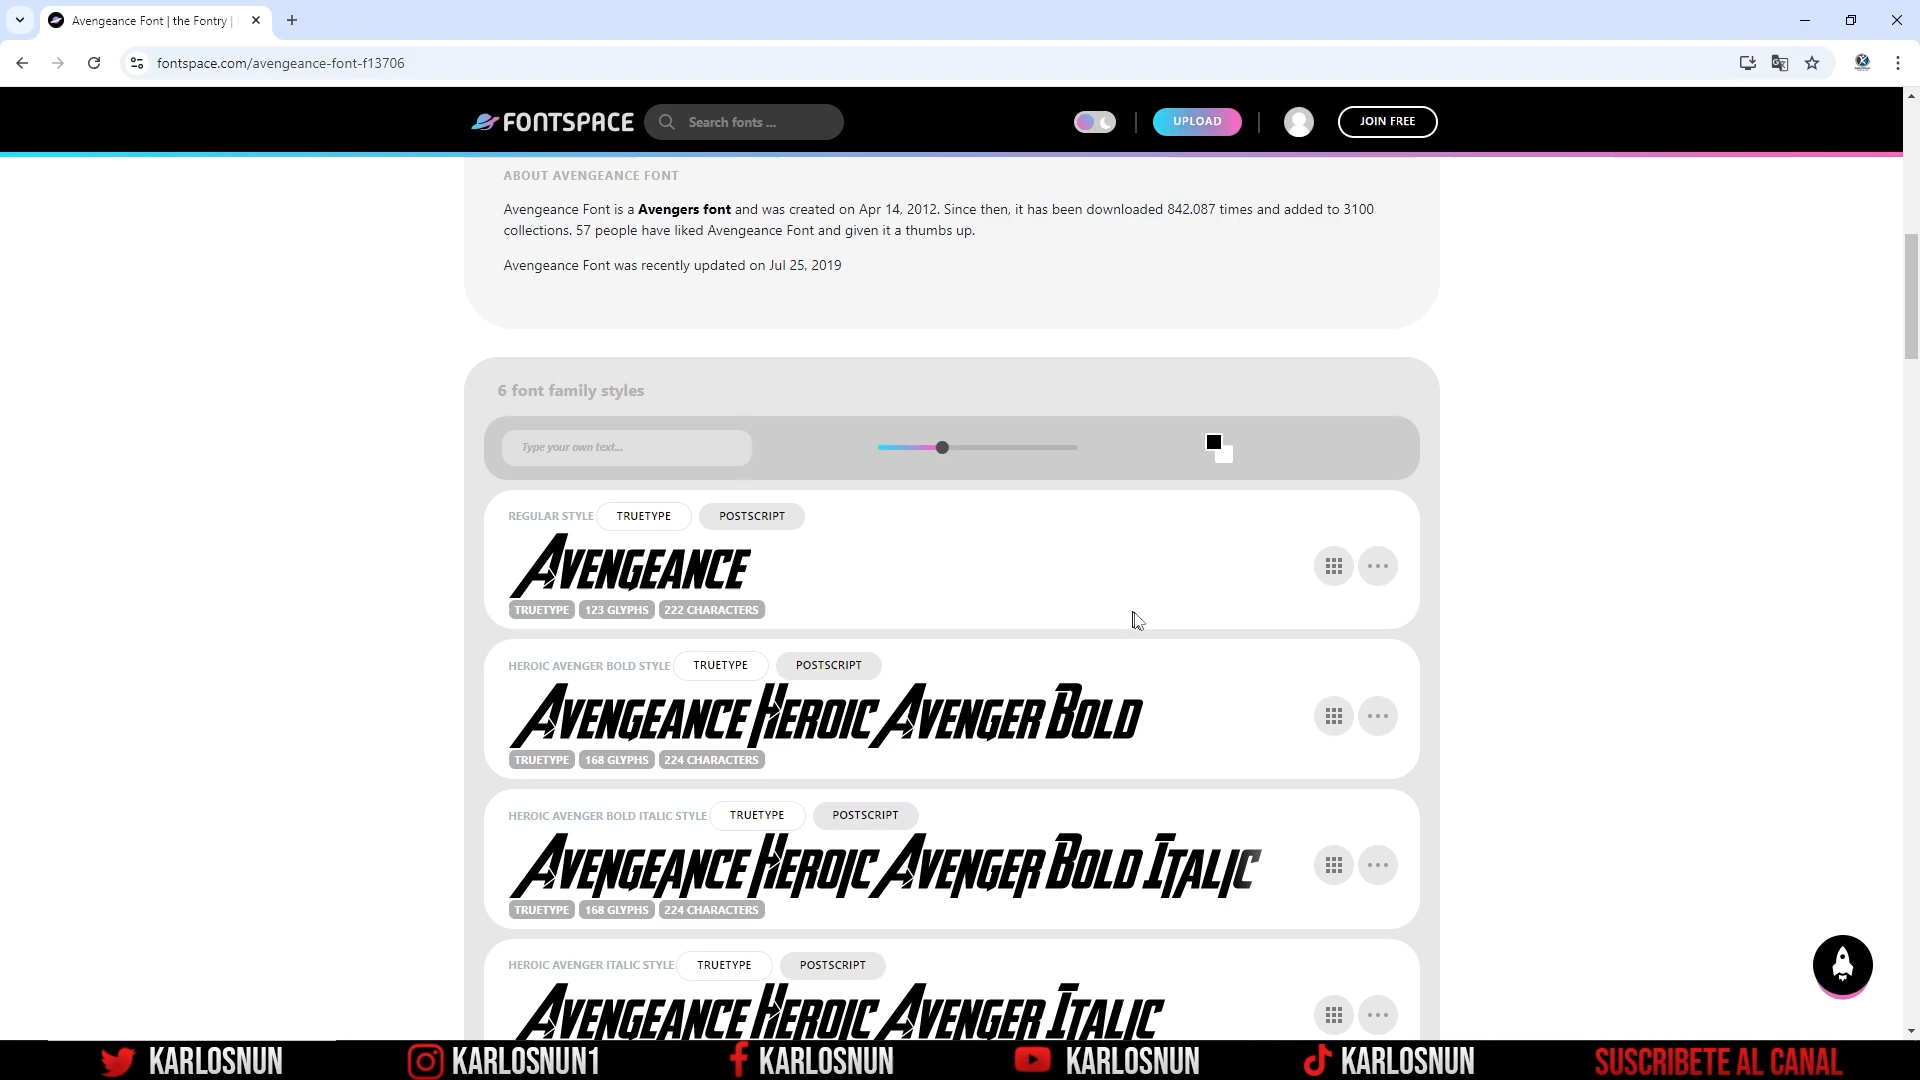 Avengeance Font | the Fontry |
fontspace.com/avengeance-font-f13706
FONTSPACE
Search fonts ...
UPLOAD
JOIN FREE
ABOUT AVENGEANCE FONT
Avengeance Font is a Avengers font and was created on Apr 14, 2012. Since then, it has been downloaded 842.087 times and added to 3100
collections. 57 people have liked Avengeance Font and given it a thumbs up.
Avengeance Font was recently updated on Jul 25, 2019
6 font family styles
Type your own text...
REGULAR STYLE TRUETYPE POSTSCRIPT
AVENGEANCE
TRUETYPE 123 GLYPHS 222 CHARACTERS
HEROIC AVENGER BOLD STYLE TRUETYPE POSTSCRIPT
AVENGEANCE HEROIC AVENGER BOLD
TRUETYPE 168 GLYPHS 224 CHARACTERS
HEROIC AVENGER BOLD ITALIC STYLE TRUETYPE POSTSCRIPT
AVENGEANCE HEROIC AVENGER BOLD ITALIC
TRUETYPE 168 GLYPHS 224 CHARACTERS
HEROIC AVENGER ITALIC STYLE TRUETYPE POSTSCRIPT
AVENGEANCE HEROIC AVENGER ITALIC
KARLOSNUN KARLOSNUN1 KARLOSNUN KARLOSNUN KARLOSNUN SUSCRIBETE AL CANAL